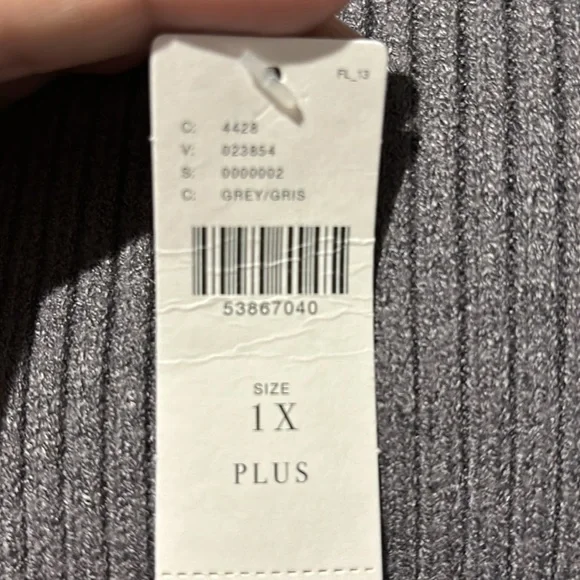 FL_13
C: 4428
V: 023854
S: 0000002
C: GREY/GRIS
53867040
SIZE
1X
PLUS